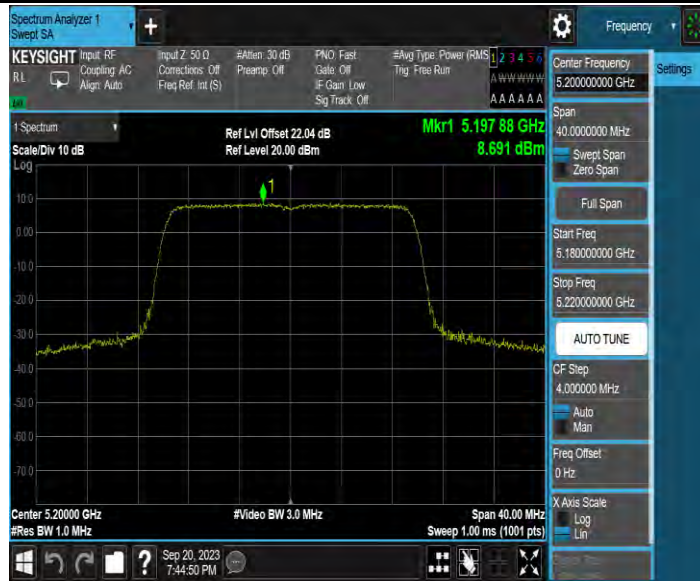 Spectrum Analyzer 1
Swept SA
Frequency
KEYSIGHT
RL
Input: RF
Coupling: AC
Align: Auto
Input Z: 50 Ω
Corrections: Off
Freq Ref: Int (S)
#Atten: 30 dB
Preamp: Off
PNO: Fast
Gate: Off
IF Gain: Low
Sig Track: Off
#Avg Type: Power (RMS
Trig: Free Run
1 2 3 4 5 6
A W W W W W
A A A A A A
Center Frequency
5.200000000 GHz
Settings
Span
40.0000000 MHz
Swept Span
Zero Span
Full Span
Start Freq
5.180000000 GHz
Stop Freq
5.220000000 GHz
AUTO TUNE
CF Step
4.000000 MHz
Auto
Man
Freq Offset
0 Hz
X Axis Scale
Log
Lin
1 Spectrum
Scale/Div 10 dB
Log
Ref Lvl Offset 22.04 dB
Ref Level 20.00 dBm
Mkr1 5.197 88 GHz
8.691 dBm
1
10.0
0.00
-10.0
-20.0
-30.0
-40.0
-50.0
-60.0
-70.0
Center 5.20000 GHz
#Video BW 3.0 MHz
Span 40.00 MHz
#Res BW 1.0 MHz
Sweep 1.00 ms (1001 pts)
?
Sep 20, 2023
7:44:50 PM